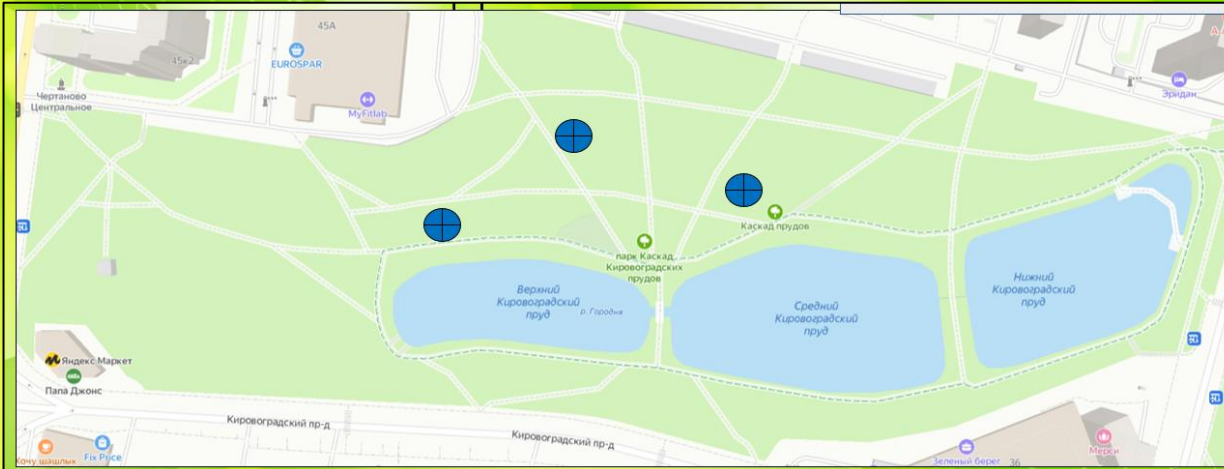 45А
EUROSPAR
45к2
Чертаново
Центральное
MyFitlab
Эридан
Каскад прудов
парк Каскад
Кировоградских
прудов
Верхний
Кировоградский
пруд
р. Городня
Средний
Кировоградский
пруд
Нижний
Кировоградский
пруд
Яндекс Маркет
Папа Джонс
Кировоградский пр-д
Кировоградский пр-д
Хочу шашлык
Fix Price
Зеленый берег
36
Мерси